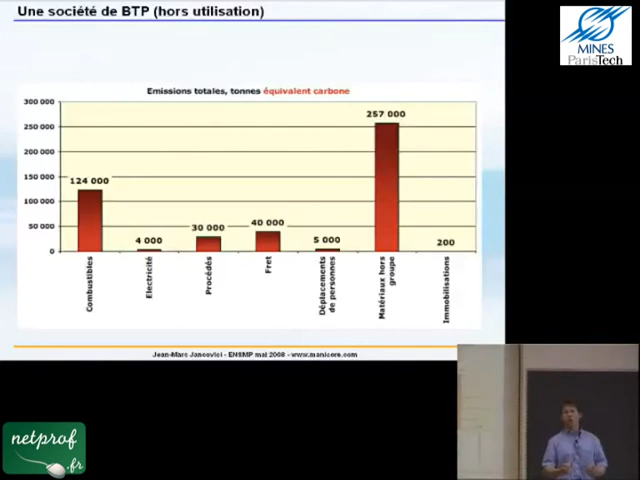 Une société de BTP (hors utilisation)
MINES
ParisTech
Emissions totales, tonnes équivalent carbone
300 000
250 000
200 000
150 000
100 000
50 000
0
124 000
4 000
30 000
40 000
5 000
257 000
200
Combustibles
Electricité
Procédés
Fret
Déplacements
de personnes
Matériaux hors
groupe
Immobilisations
Jean-Marc Jancovici - ENSMP mai 2008 - www.manicore.com
netprof
.fr